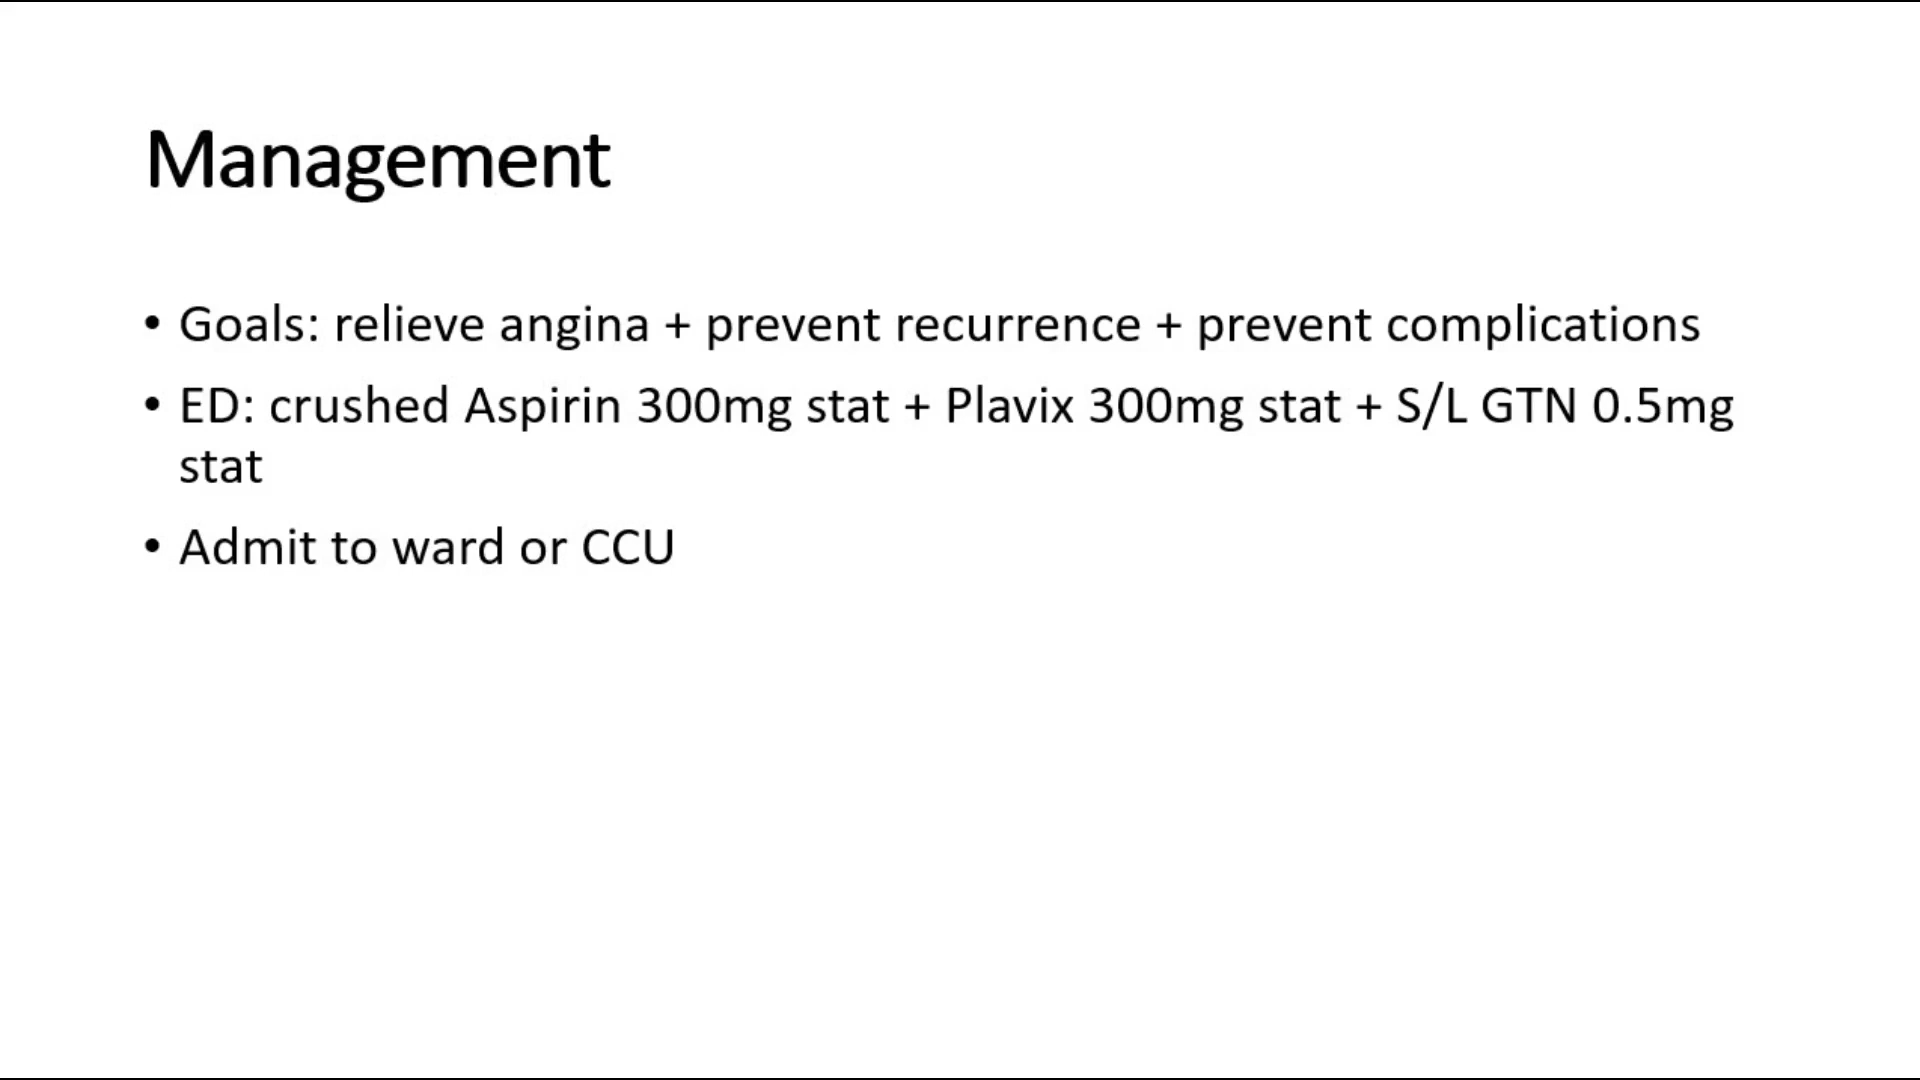 Management
• Goals: relieve angina + prevent recurrence + prevent complications
• ED: crushed Aspirin 300mg stat + Plavix 300mg stat + S/L GTN 0.5mg
stat
• Admit to ward or CCU